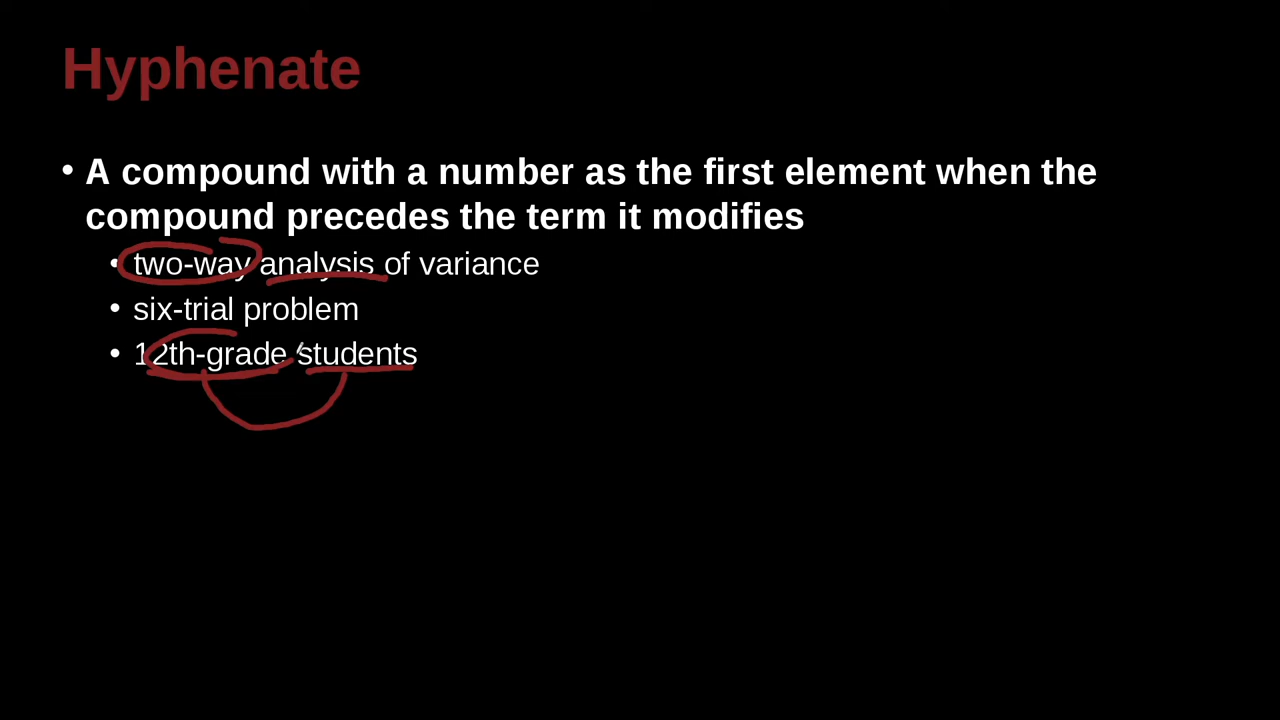 Hyphenate
• A compound with a number as the first element when the
compound precedes the term it modifies
• two-way analysis of variance
• six-trial problem
• 12th-grade students